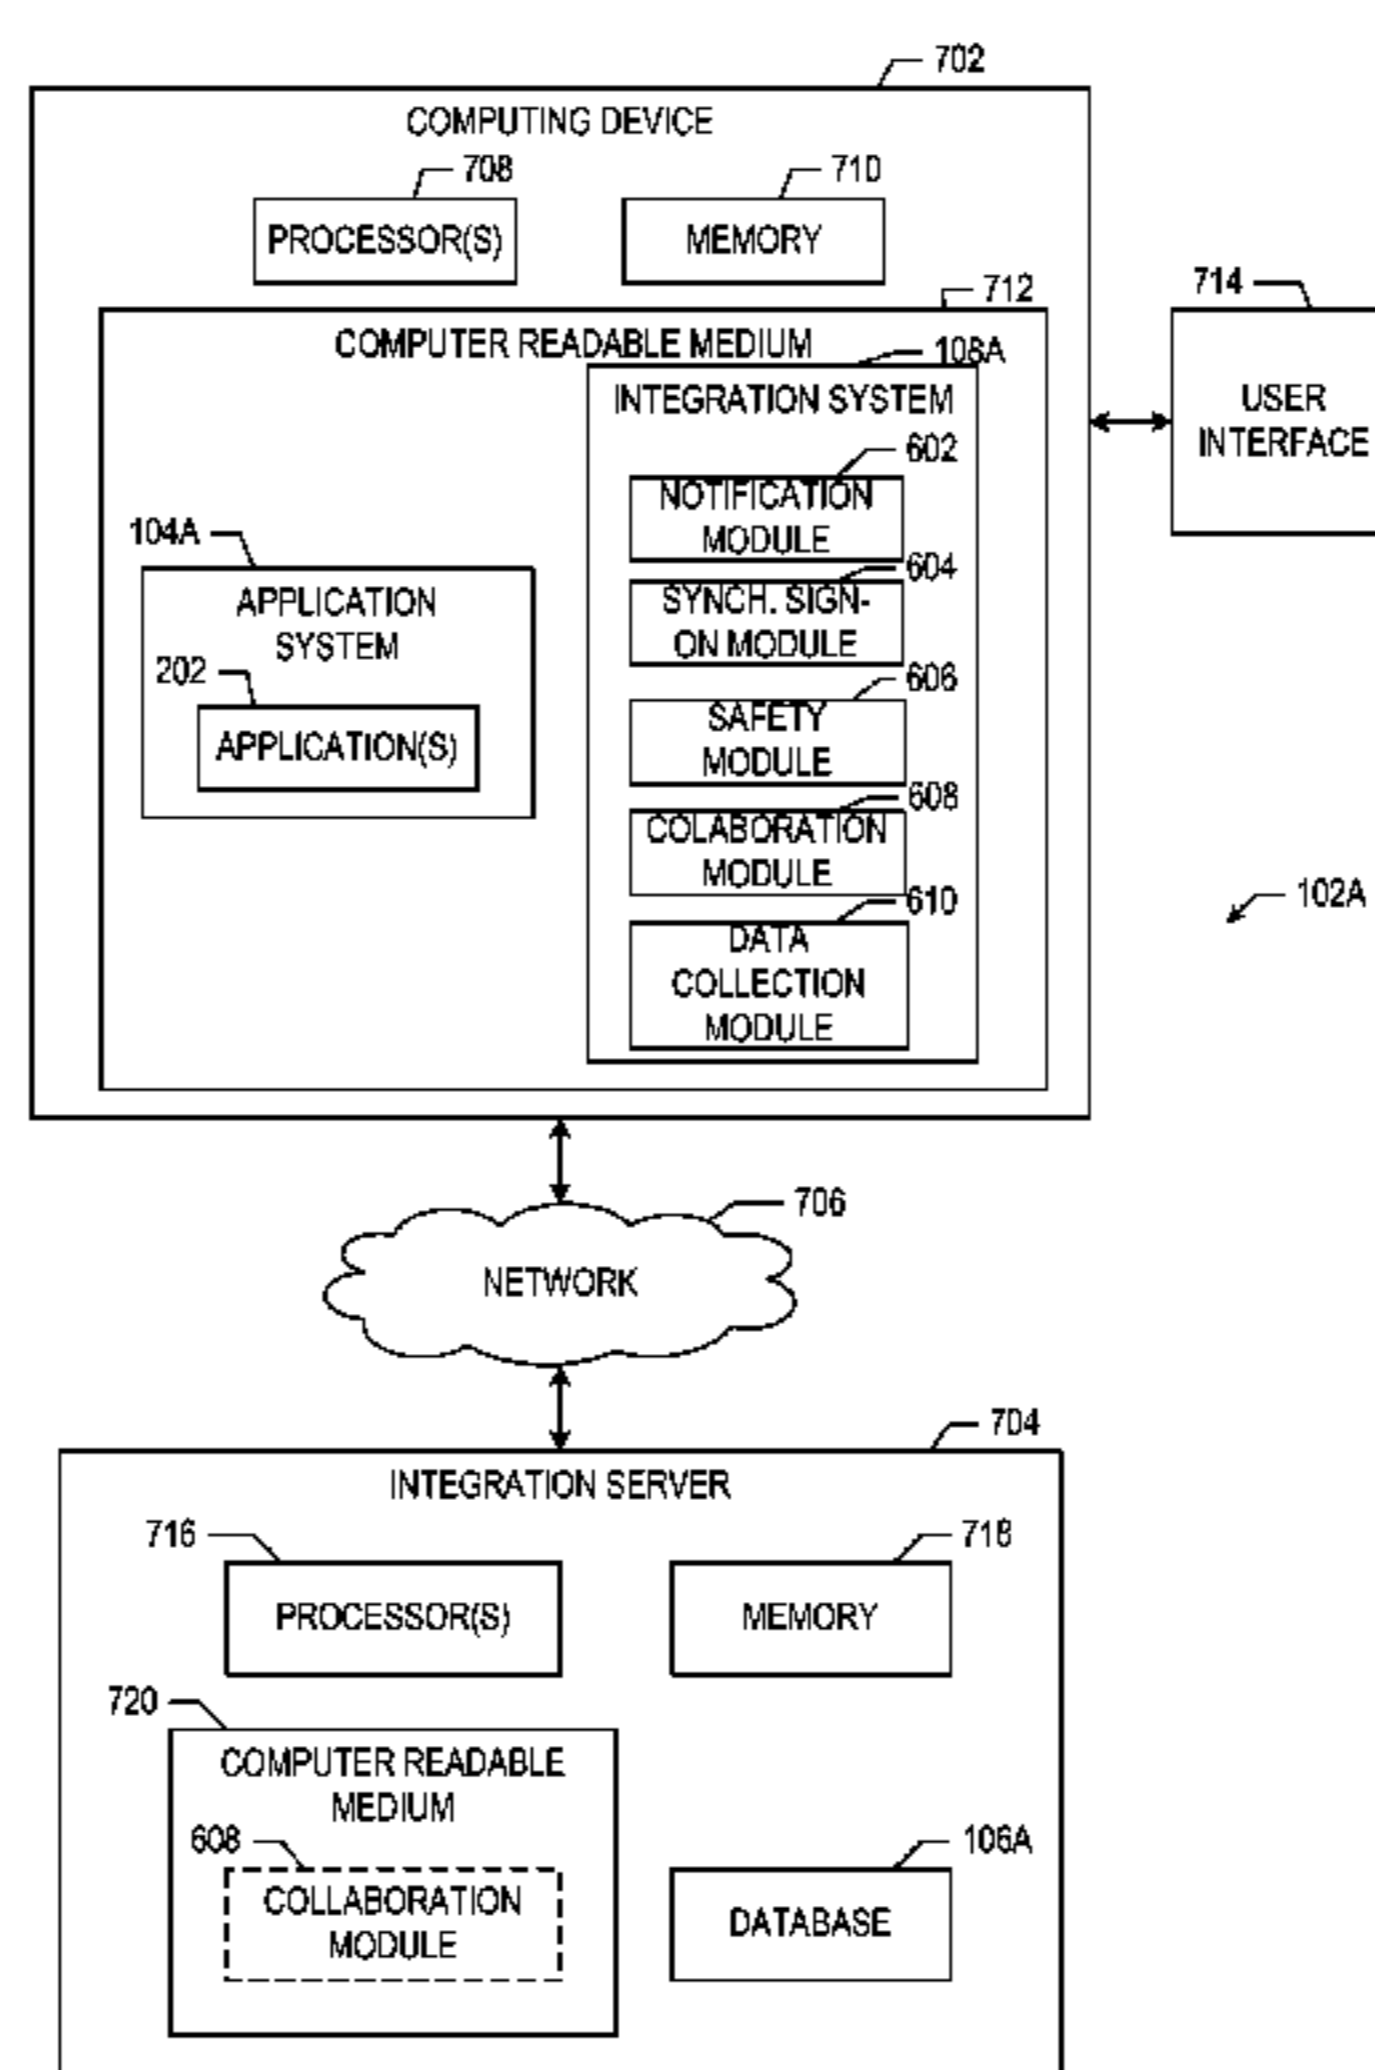 702
COMPUTING DEVICE
708
710
PROCESSOR(S)
MEMORY
712
714
COMPUTER READABLE MEDIUM
108A
INTEGRATION SYSTEM
USER
INTERFACE
602
NOTIFICATION
MODULE
104A
604
APPLICATION
SYSTEM
SYNCH. SIGN-
ON MODULE
202
606
APPLICATION(S)
SAFETY
MODULE
608
COLABORATION
MODULE
610
102A
DATA
COLLECTION
MODULE
706
NETWORK
704
INTEGRATION SERVER
716
718
PROCESSOR(S)
MEMORY
720
COMPUTER READABLE
MEDIUM
608
106A
COLLABORATION
MODULE
DATABASE